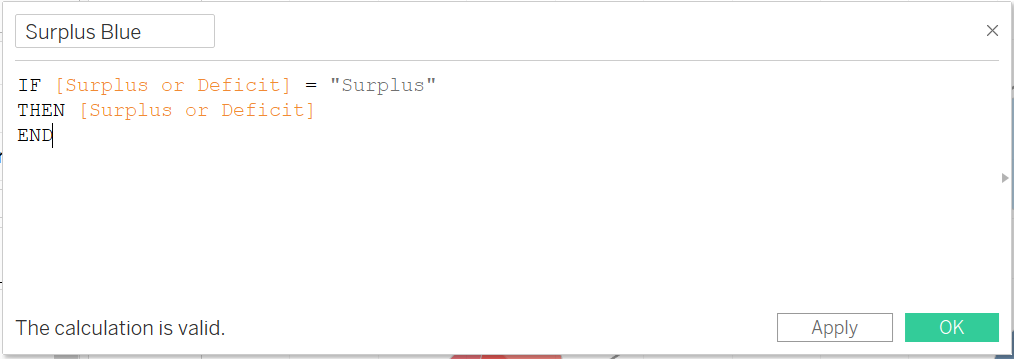 Surplus Blue
IF [Surplus or Deficit] = "Surplus"
THEN [Surplus or Deficit]
END
The calculation is valid.
Apply
OK